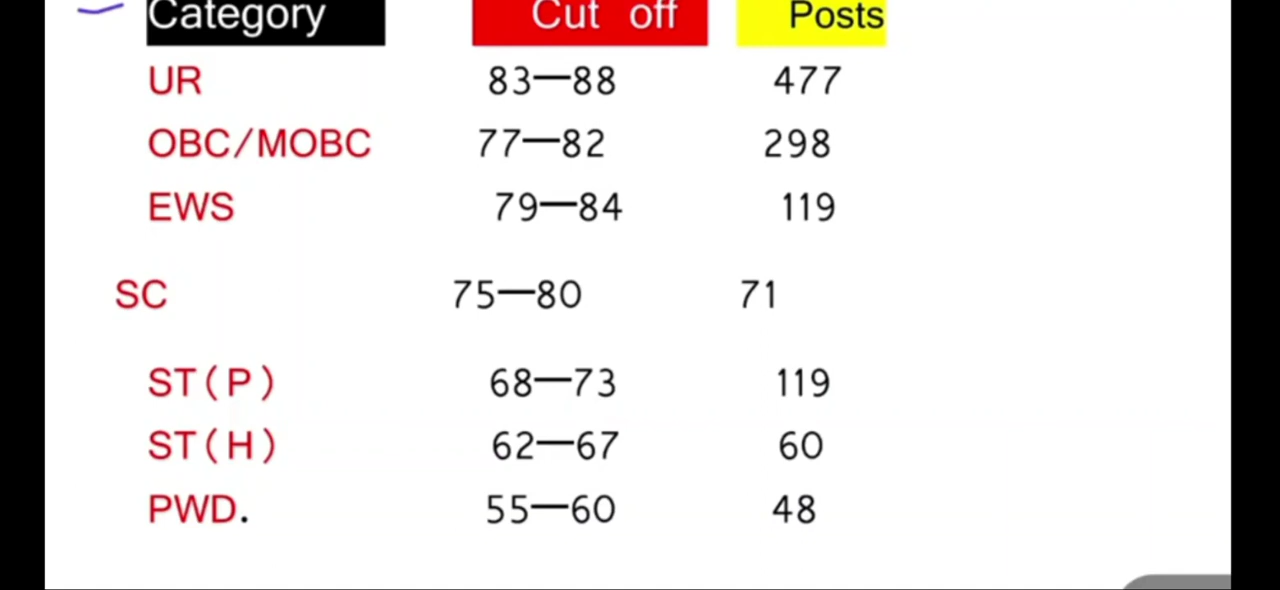 Category Cut off Posts
UR 83—88 477
OBC/MOBC 77—82 298
EWS 79—84 119
SC 75—80 71
ST(P) 68—73 119
ST(H) 62—67 60
PWD. 55—60 48